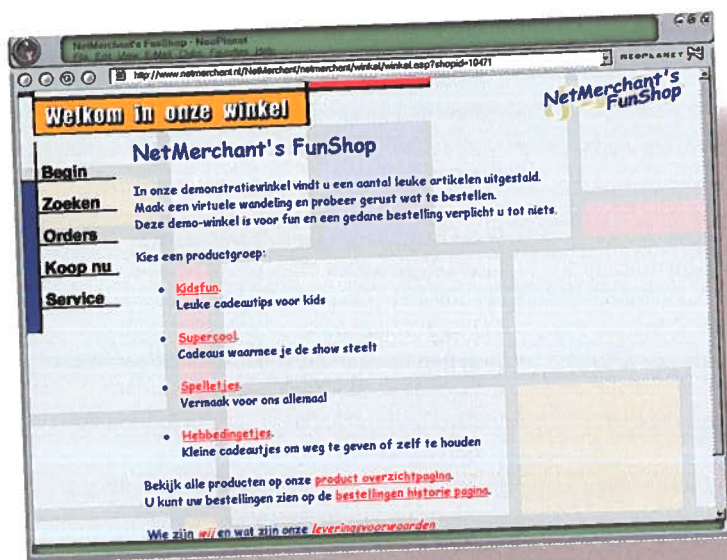 NetMerchant's FunShop - NeoPlanet
http://www.netmerchant.nl/NetMerchant/netmerchant/winkel/winkel.asp?shopid=10471
NEOPLANET
Welkom in onze winkel
NetMerchant's
FunShop
NetMerchant's FunShop
Begin
Zoeken
Orders
Koop nu
Service
In onze demonstratiewinkel vindt u een aantal leuke artikelen uitgestald.
Maak een virtuele wandeling en probeer gerust wat te bestellen.
Deze demo-winkel is voor fun en een gedane bestelling verplicht u tot niets.
Kies een productgroep:
• Kidsfun.
Leuke cadeautips voor kids
• Supercool.
Cadeaus waarmee je de show steelt
• Spelletjes.
Vermaak voor ons allemaal
• Hebbedingetjes.
Kleine cadeautjes om weg te geven of zelf te houden
Bekijk alle producten op onze product overzichtpagina.
U kunt uw bestellingen zien op de bestellingen historie pagina.
Wie zijn wij en wat zijn onze leveringsvoorwaarden